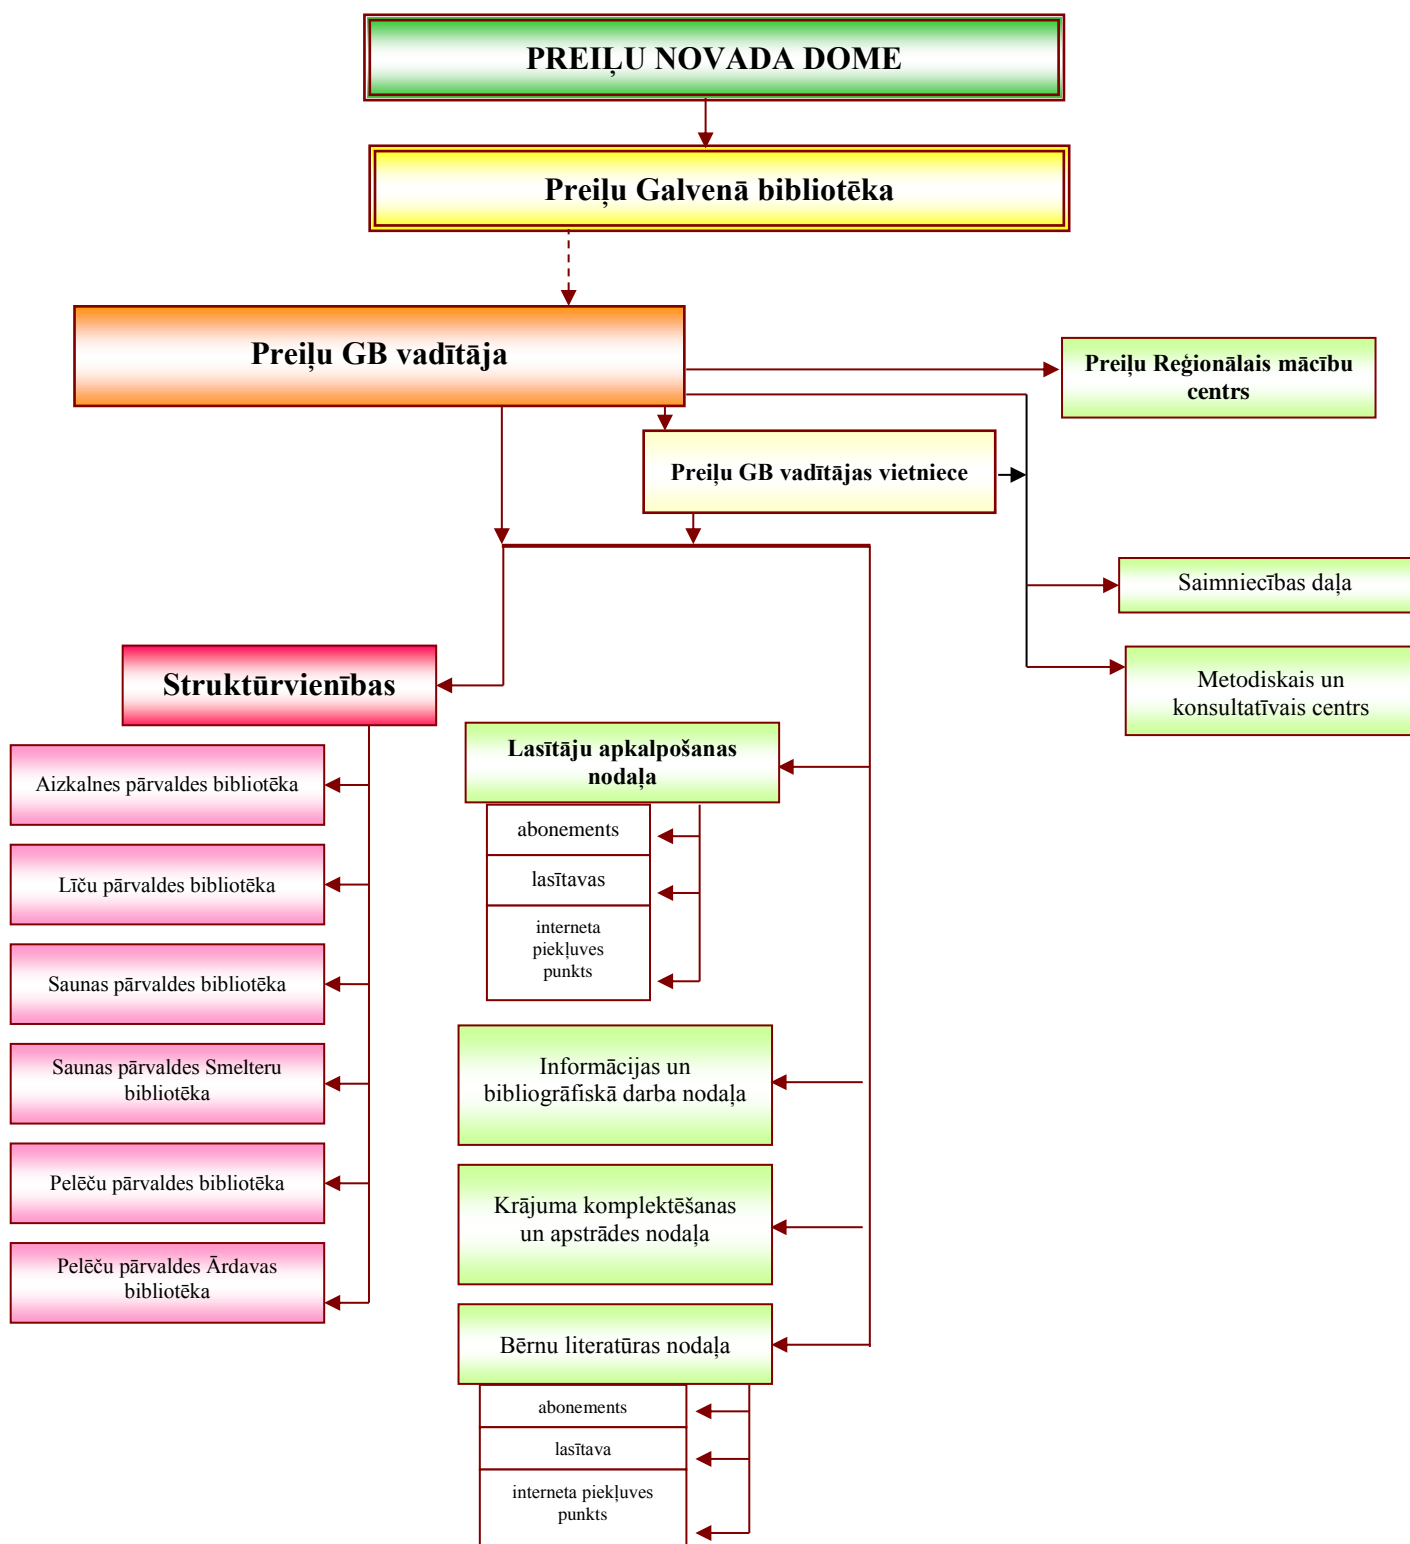 PREIĻU NOVADA DOME
Preiļu Galvenā bibliotēka
Preiļu GB vadītāja
Preiļu Reģionālais mācību
centrs
Preiļu GB vadītājas vietniece
Saimniecības daļa
Metodiskais un
konsultatīvais centrs
Struktūrvienības
Aizkalnes pārvaldes bibliotēka
Līču pārvaldes bibliotēka
Saunas pārvaldes bibliotēka
Saunas pārvaldes Smelteru
bibliotēka
Pelēču pārvaldes bibliotēka
Pelēču pārvaldes Ārdavas
bibliotēka
Lasītāju apkalpošanas
nodaļa
abonements
lasītavas
interneta
piekļuves
punkts
Informācijas un
bibliogrāfiskā darba nodaļa
Krājuma komplektēšanas
un apstrādes nodaļa
Bērnu literatūras nodaļa
abonements
lasītava
interneta piekļuves
punkts